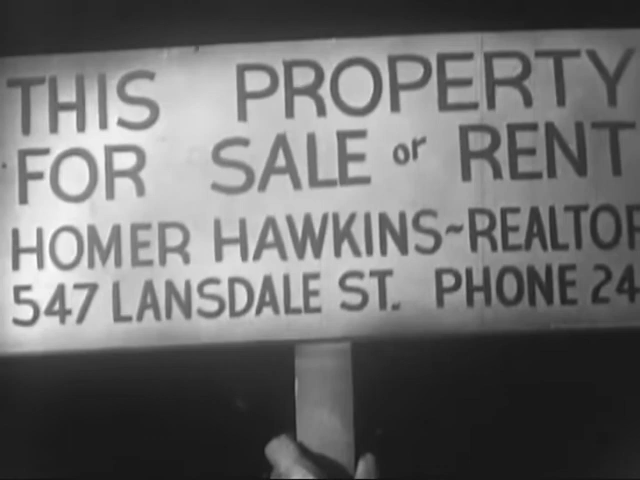 THIS PROPERTY
FOR SALE or RENT
HOMER HAWKINS~REALTOR
547 LANSDALE ST. PHONE 24